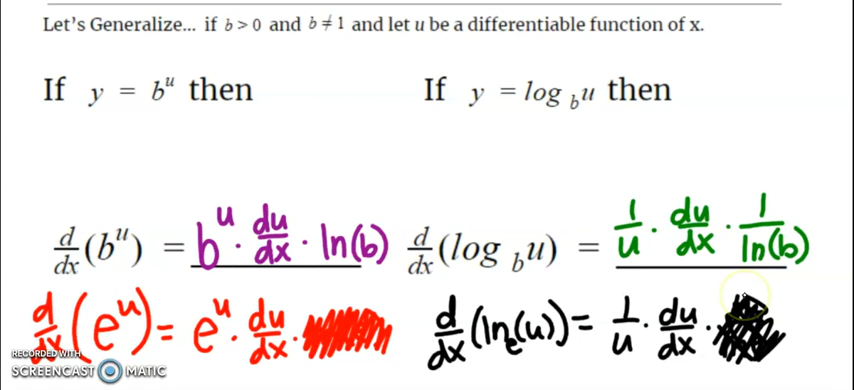 Let's Generalize... if b > 0 and b ≠ 1 and let u be a differentiable function of x.
If y = b^u then If y = log_b u then
d/dx (b^u) = b^u · du/dx · ln(b) d/dx (log_b u) = 1/u · du/dx · 1/ln(b)
d/dx (e^u) = e^u · du/dx · d/dx (ln_e(u)) = 1/u · du/dx ·
RECORDED WITH
SCREENCAST MATIC